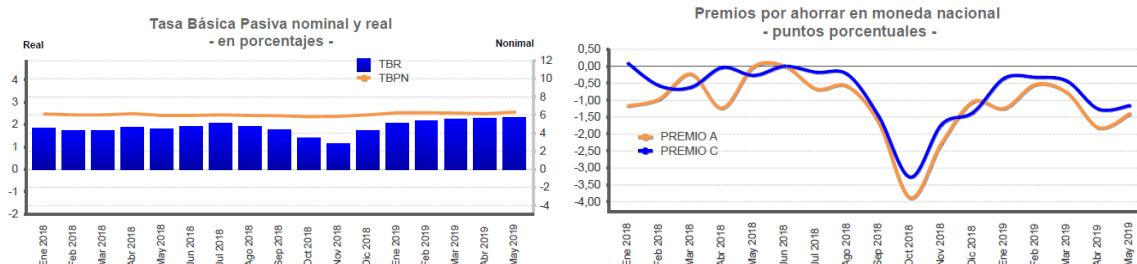 Tasa Básica Pasiva nominal y real
- en porcentajes -
Real
Nonimal
TBR
TBPN
4
3
2
1
0
-1
-2
12
10
8
6
4
2
0
-2
-4
Ene 2018
Feb 2018
Mar 2018
Abr 2018
May 2018
Jun 2018
Jul 2018
Ago 2018
Sep 2018
Oct 2018
Nov 2018
Dic 2018
Ene 2019
Feb 2019
Mar 2019
Abr 2019
May 2019
Premios por ahorrar en moneda nacional
- puntos porcentuales -
0,50
0,00
-0,50
-1,00
-1,50
-2,00
-2,50
-3,00
-3,50
-4,00
PREMIO A
PREMIO C
Ene 2018
Feb 2018
Mar 2018
Abr 2018
May 2018
Jun 2018
Jul 2018
Ago 2018
Sep 2018
Oct 2018
Nov 2018
Dic 2018
Ene 2019
Feb 2019
Mar 2019
Abr 2019
May 2019